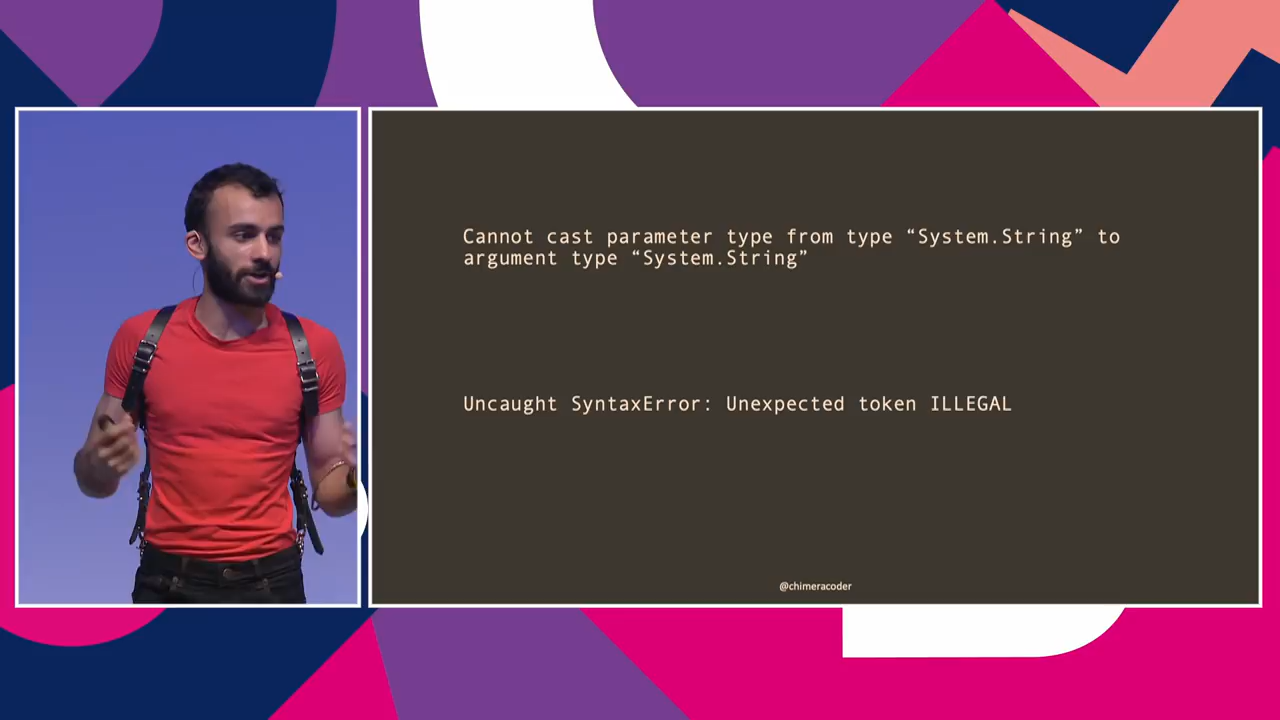 Cannot cast parameter type from type “System.String” to
argument type “System.String”
Uncaught SyntaxError: Unexpected token ILLEGAL
@chimeracoder